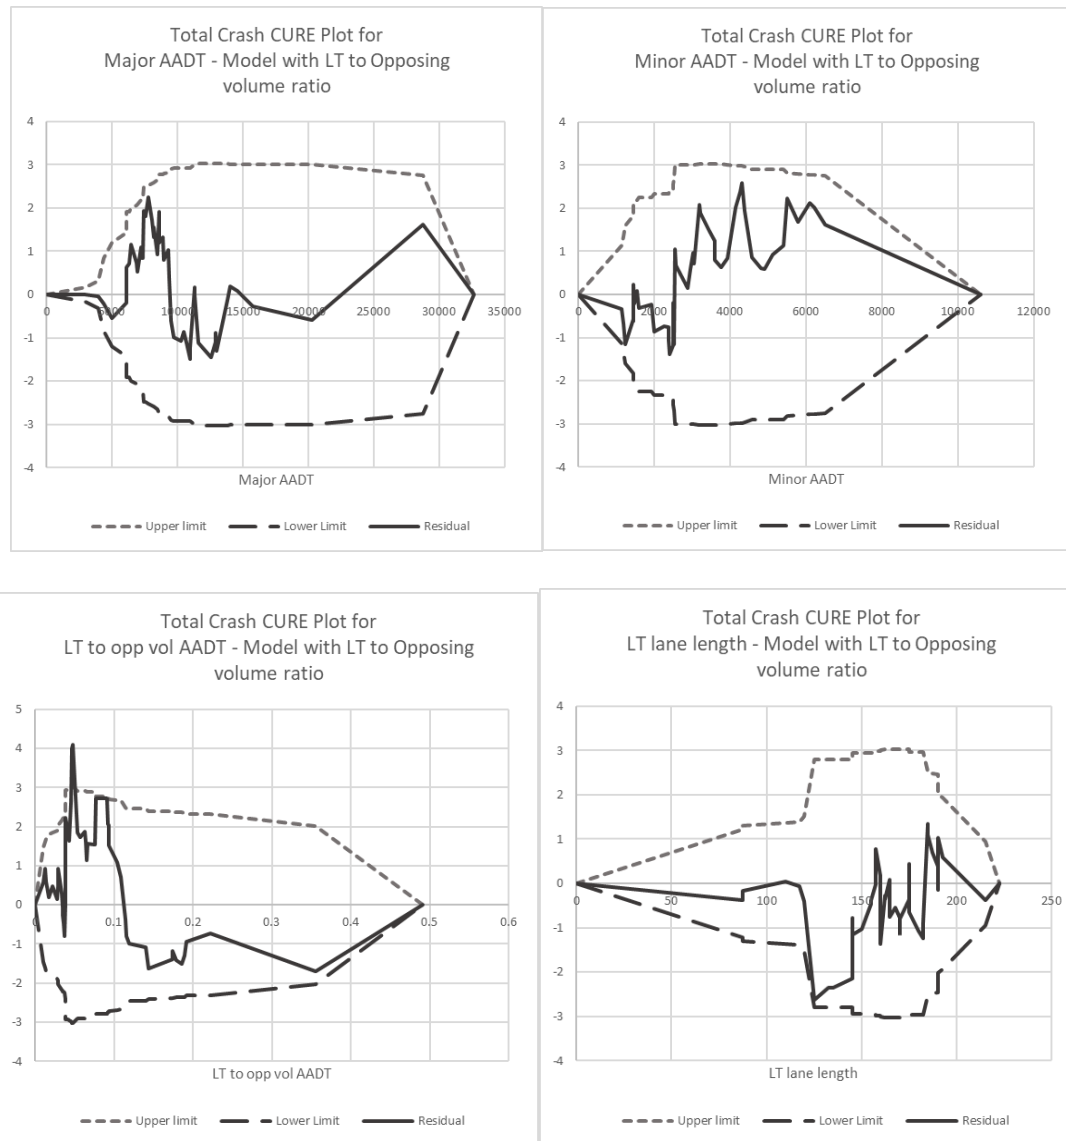 Total Crash CURE Plot for
Major AADT - Model with LT to Opposing
volume ratio
4
3
2
1
0
-1
-2
-3
-4
0
5000
10000
15000
20000
25000
30000
35000
Major AADT
Upper limit
Lower Limit
Residual
Total Crash CURE Plot for
Minor AADT - Model with LT to Opposing
volume ratio
4
3
2
1
0
-1
-2
-3
-4
0
2000
4000
6000
8000
10000
12000
Minor AADT
Upper limit
Lower Limit
Residual
Total Crash CURE Plot for
LT to opp vol AADT - Model with LT to Opposing
volume ratio
5
4
3
2
1
0
-1
-2
-3
-4
0
0.1
0.2
0.3
0.4
0.5
0.6
LT to opp vol AADT
Upper limit
Lower Limit
Residual
Total Crash CURE Plot for
LT lane length - Model with LT to Opposing
volume ratio
4
3
2
1
0
-1
-2
-3
-4
0
50
100
150
200
250
LT lane length
Upper limit
Lower Limit
Residual